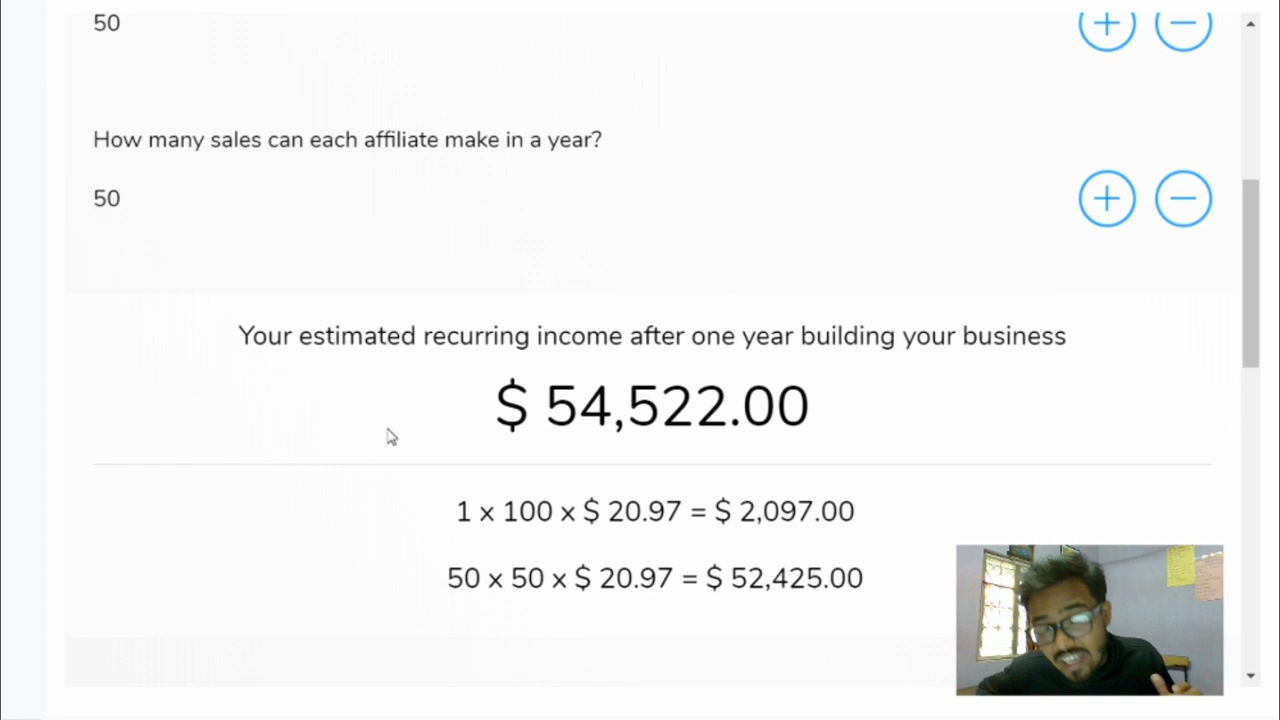 50
How many sales can each affiliate make in a year?
50
Your estimated recurring income after one year building your business
$ 54,522.00
1 x 100 x $ 20.97 = $ 2,097.00
50 x 50 x $ 20.97 = $ 52,425.00